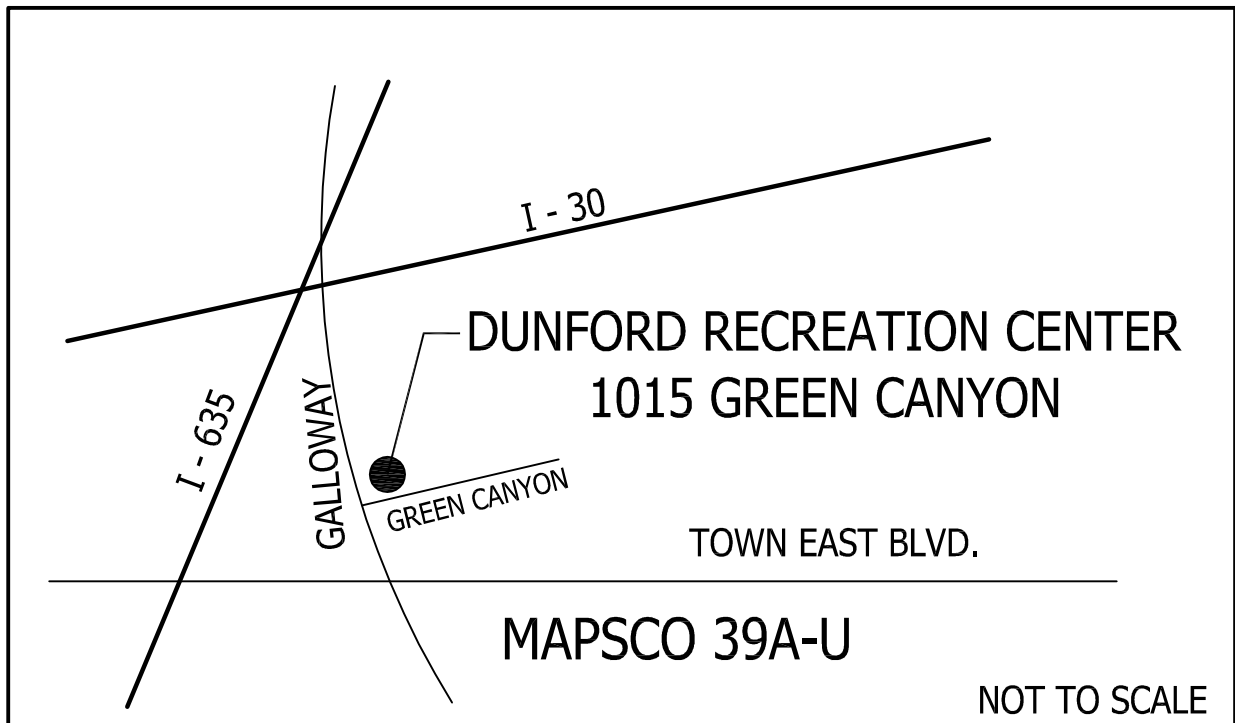 I - 30
DUNFORD RECREATION CENTER
1015 GREEN CANYON
I - 635
GALLOWAY
GREEN CANYON
TOWN EAST BLVD.
MAPSCO 39A-U
NOT TO SCALE